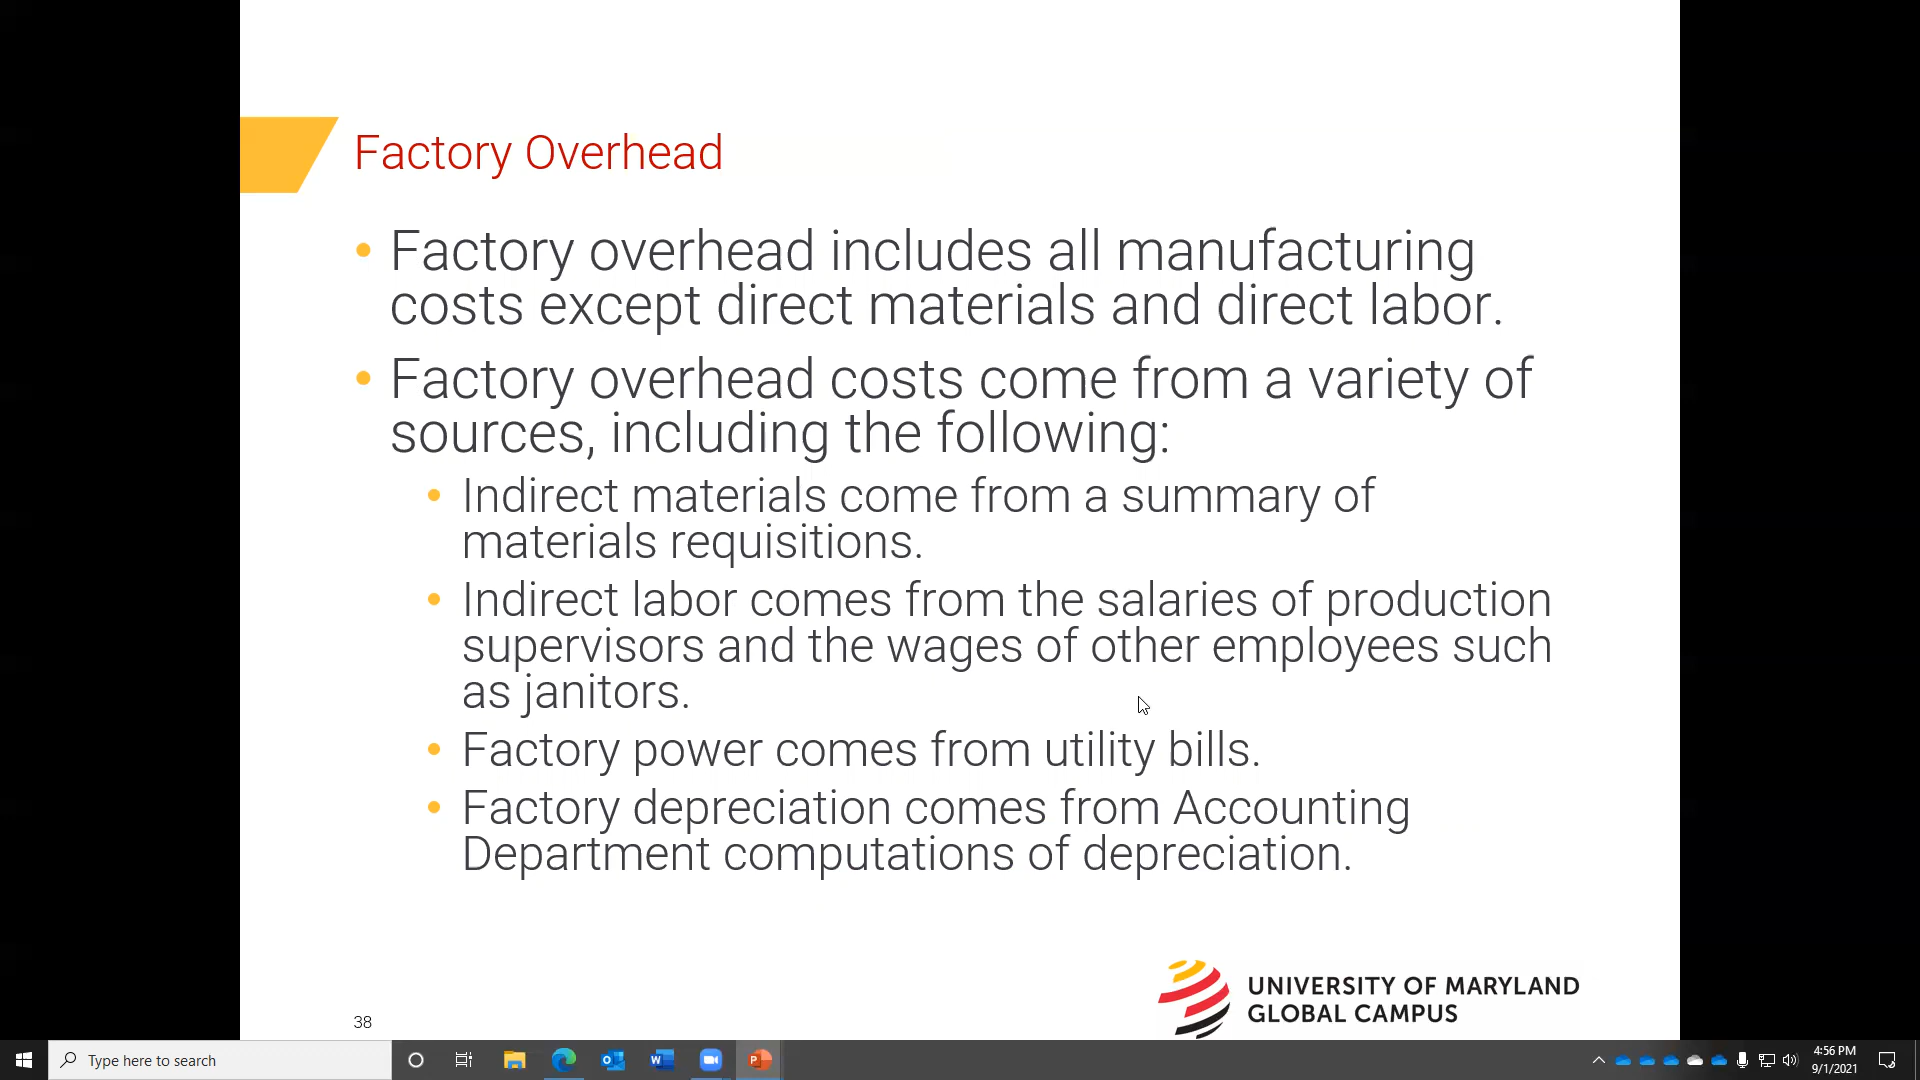 Factory Overhead
• Factory overhead includes all manufacturing
costs except direct materials and direct labor.
• Factory overhead costs come from a variety of
sources, including the following:
• Indirect materials come from a summary of
materials requisitions.
• Indirect labor comes from the salaries of production
supervisors and the wages of other employees such
as janitors.
• Factory power comes from utility bills.
• Factory depreciation comes from Accounting
Department computations of depreciation.
UNIVERSITY OF MARYLAND
GLOBAL CAMPUS
38
Type here to search
4:56 PM
9/1/2021